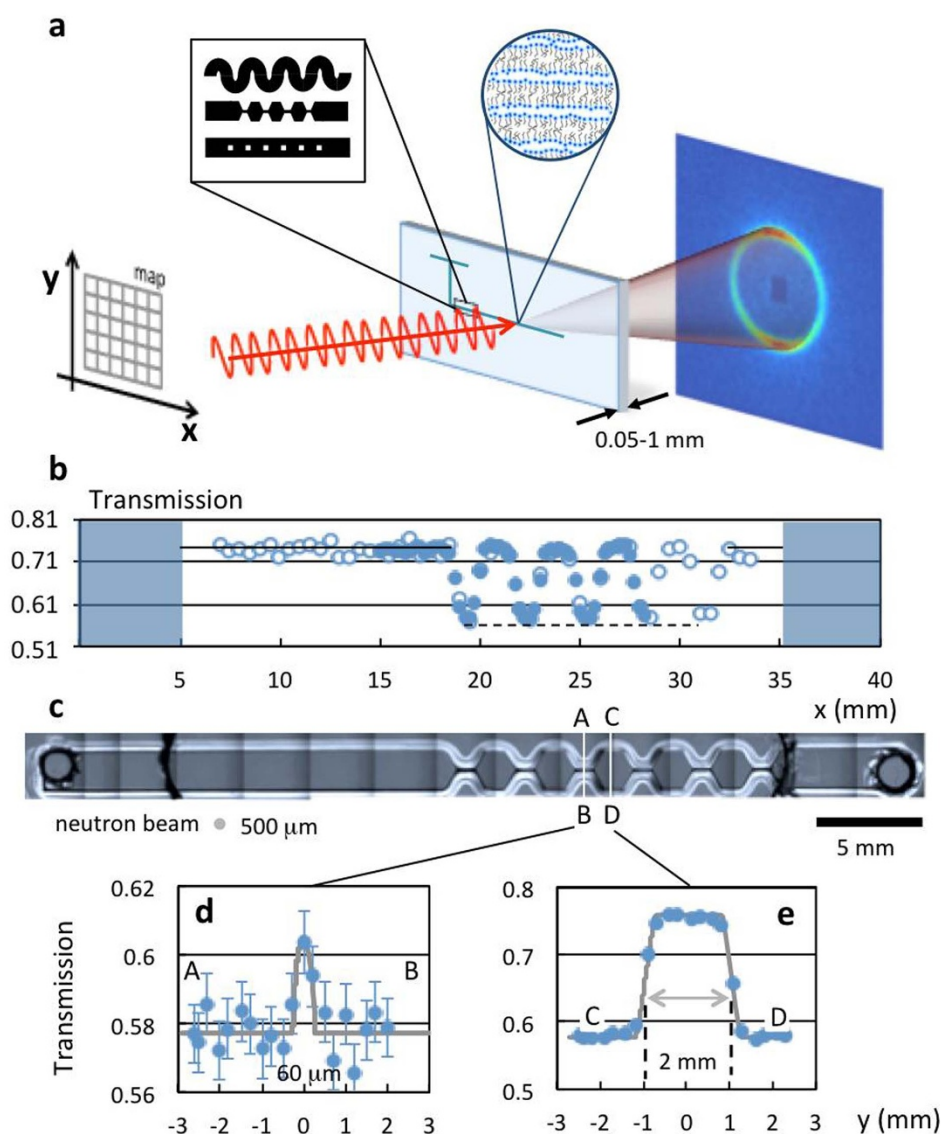 a
y
map
x
0.05-1 mm
b
Transmission
0.81
0.71
0.61
0.51
5 10 15 20 25 30 35 40
c
A C
x (mm)
B D
neutron beam 500 μm
5 mm
d
Transmission
0.62
0.6
0.58
0.56
A B
60 μm
-3 -2 -1 0 1 2 3
e
0.8
0.7
0.6
0.5
C D
2 mm
-3 -2 -1 0 1 2 3
y (mm)